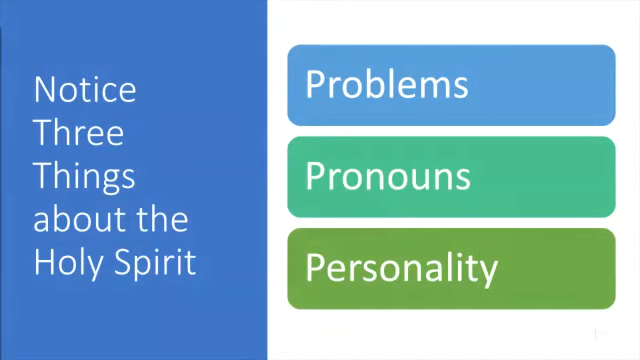 Notice
Three
Things
about the
Holy Spirit
Problems
Pronouns
Personality